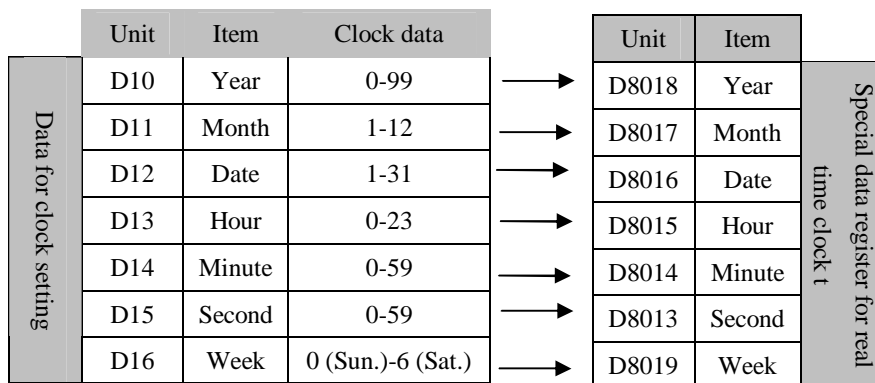 Unit Item Clock data
Data for clock setting
D10 Year 0-99
D11 Month 1-12
D12 Date 1-31
D13 Hour 0-23
D14 Minute 0-59
D15 Second 0-59
D16 Week 0 (Sun.)-6 (Sat.)
Unit Item
D8018 Year
D8017 Month
D8016 Date
D8015 Hour
D8014 Minute
D8013 Second
D8019 Week
Special data register for real
time clock t